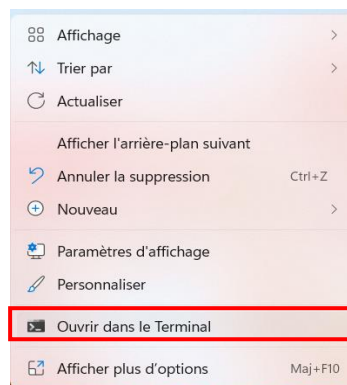 Affichage
Trier par
Actualiser
Afficher l'arrière-plan suivant
Annuler la suppression Ctrl+Z
Nouveau
Paramètres d'affichage
Personnaliser
Ouvrir dans le Terminal
Afficher plus d'options Maj+F10